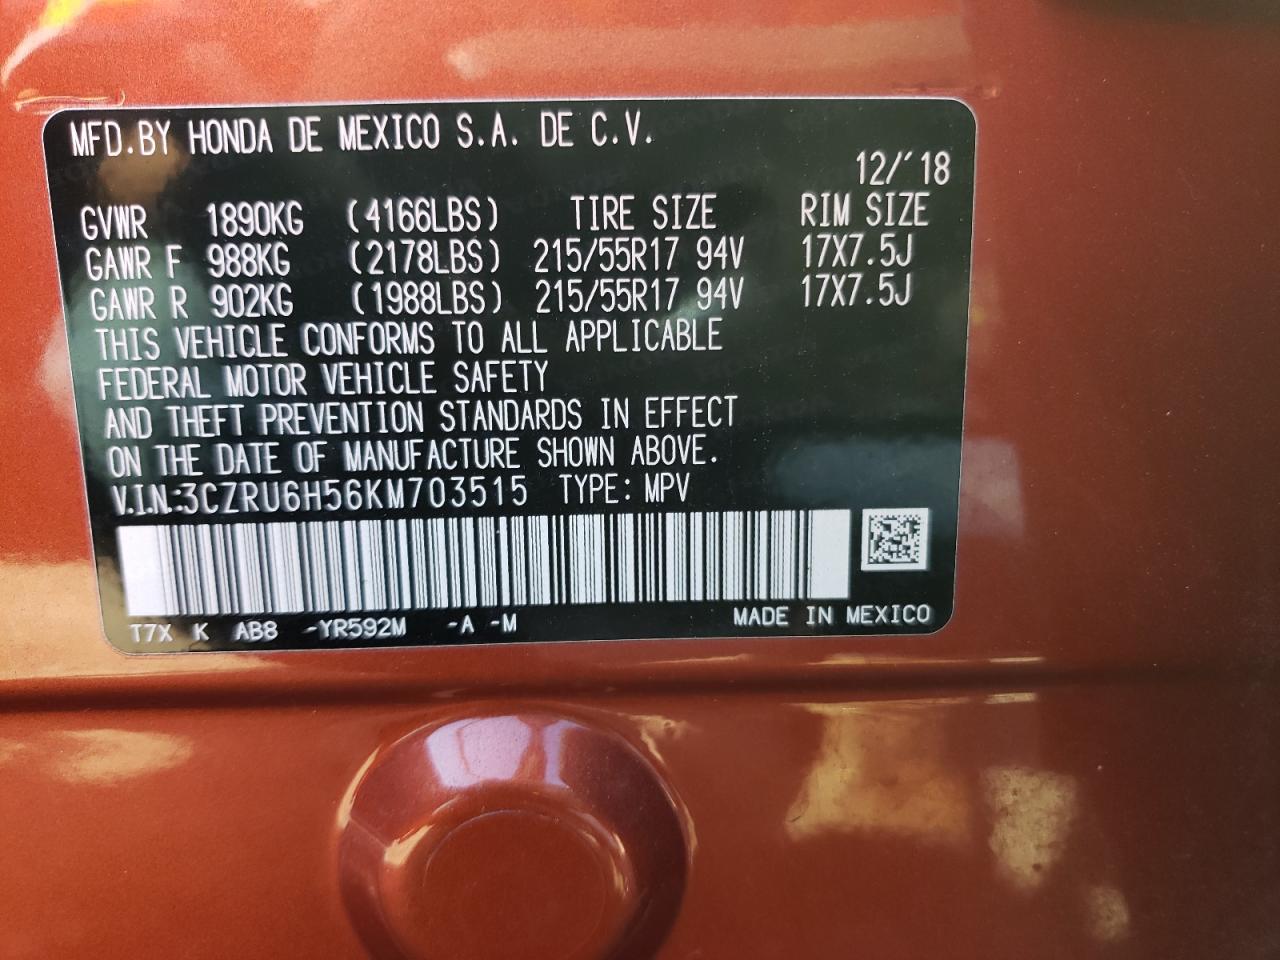 MFD.BY HONDA DE MEXICO S.A. DE C.V.
12/'18
GVWR 1890KG (4166LBS) TIRE SIZE RIM SIZE
GAWR F 988KG (2178LBS) 215/55R17 94V 17X7.5J
GAWR R 902KG (1988LBS) 215/55R17 94V 17X7.5J
THIS VEHICLE CONFORMS TO ALL APPLICABLE
FEDERAL MOTOR VEHICLE SAFETY
AND THEFT PREVENTION STANDARDS IN EFFECT
ON THE DATE OF MANUFACTURE SHOWN ABOVE.
V.I.N.:3CZRU6H56KM703515 TYPE: MPV
T7X K AB8 -YR592M -A -M MADE IN MEXICO